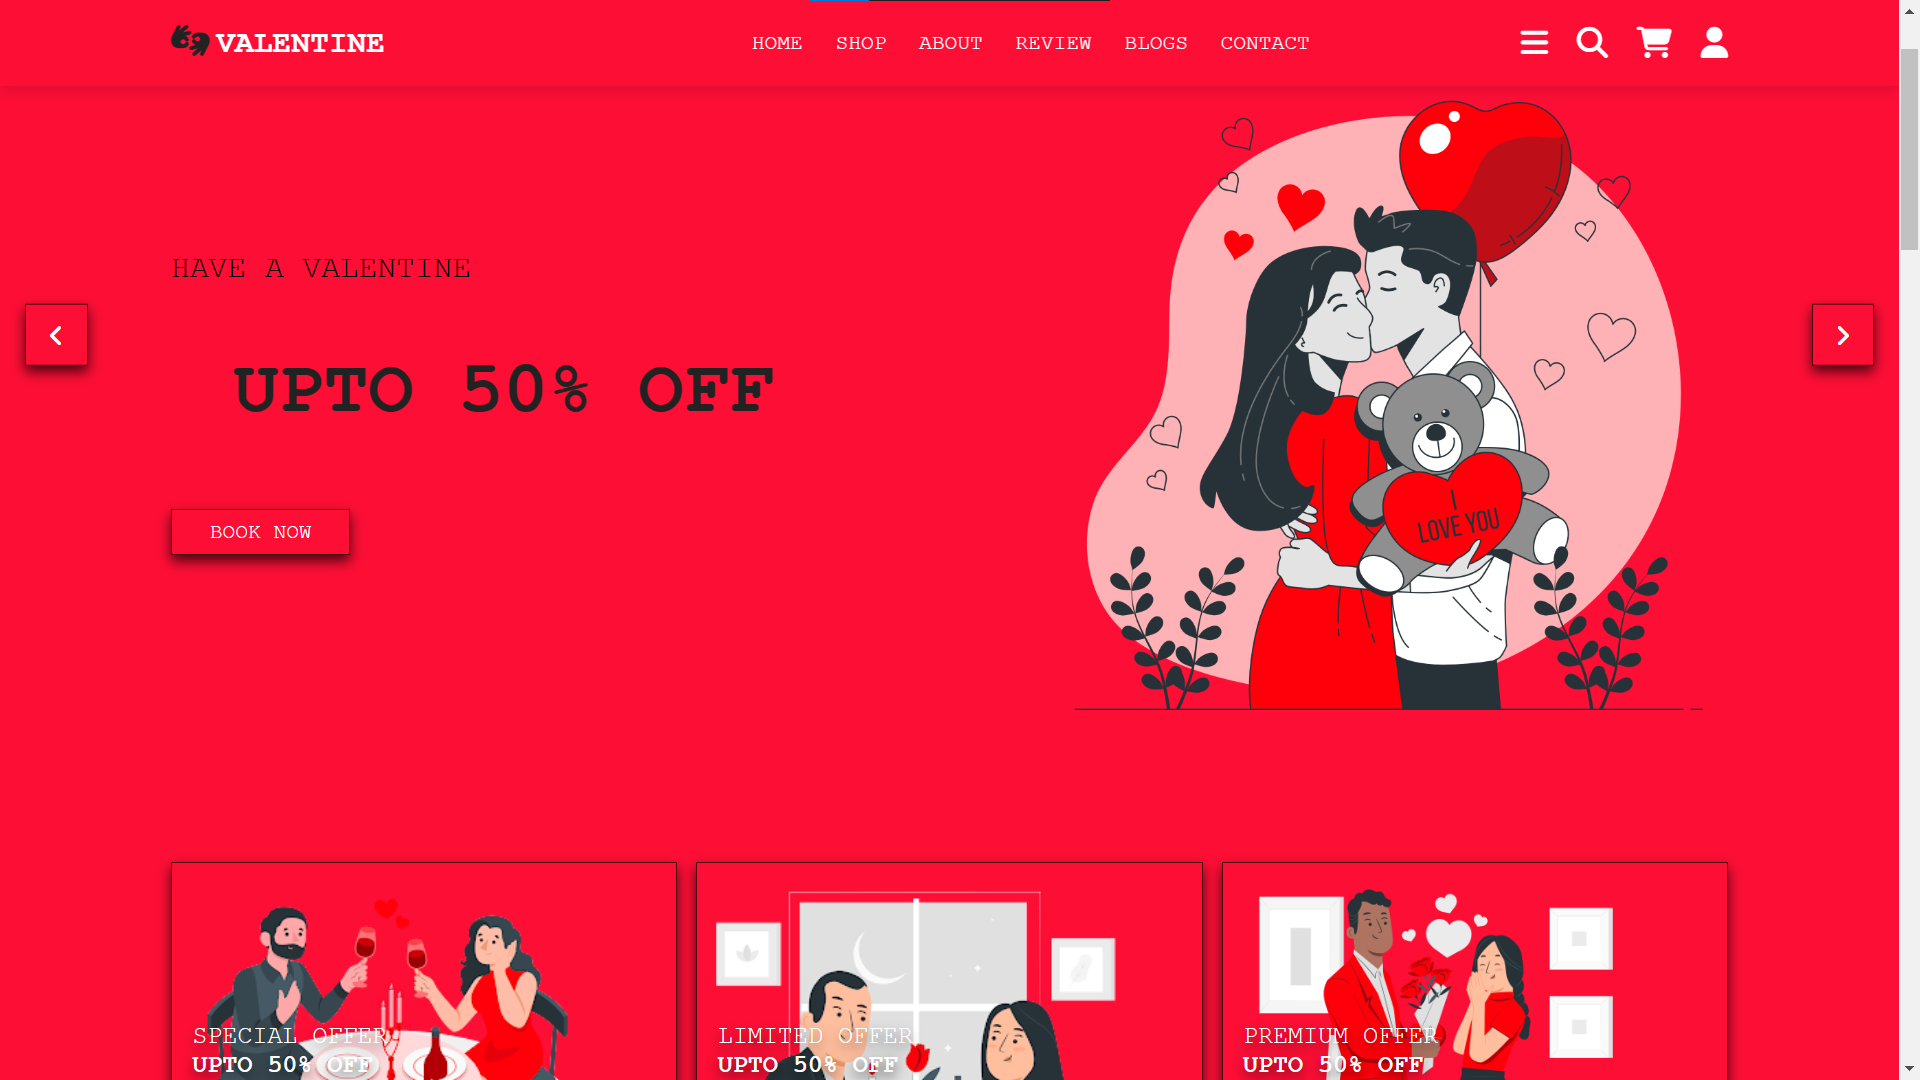 VALENTINE
HOME SHOP ABOUT REVIEW BLOGS CONTACT
HAVE A VALENTINE
UPTO 50% OFF
BOOK NOW
I
LOVE YOU
SPECIAL OFFER
UPTO 50% OFF
LIMITED OFFER
UPTO 50% OFF
PREMIUM OFFER
UPTO 50% OFF